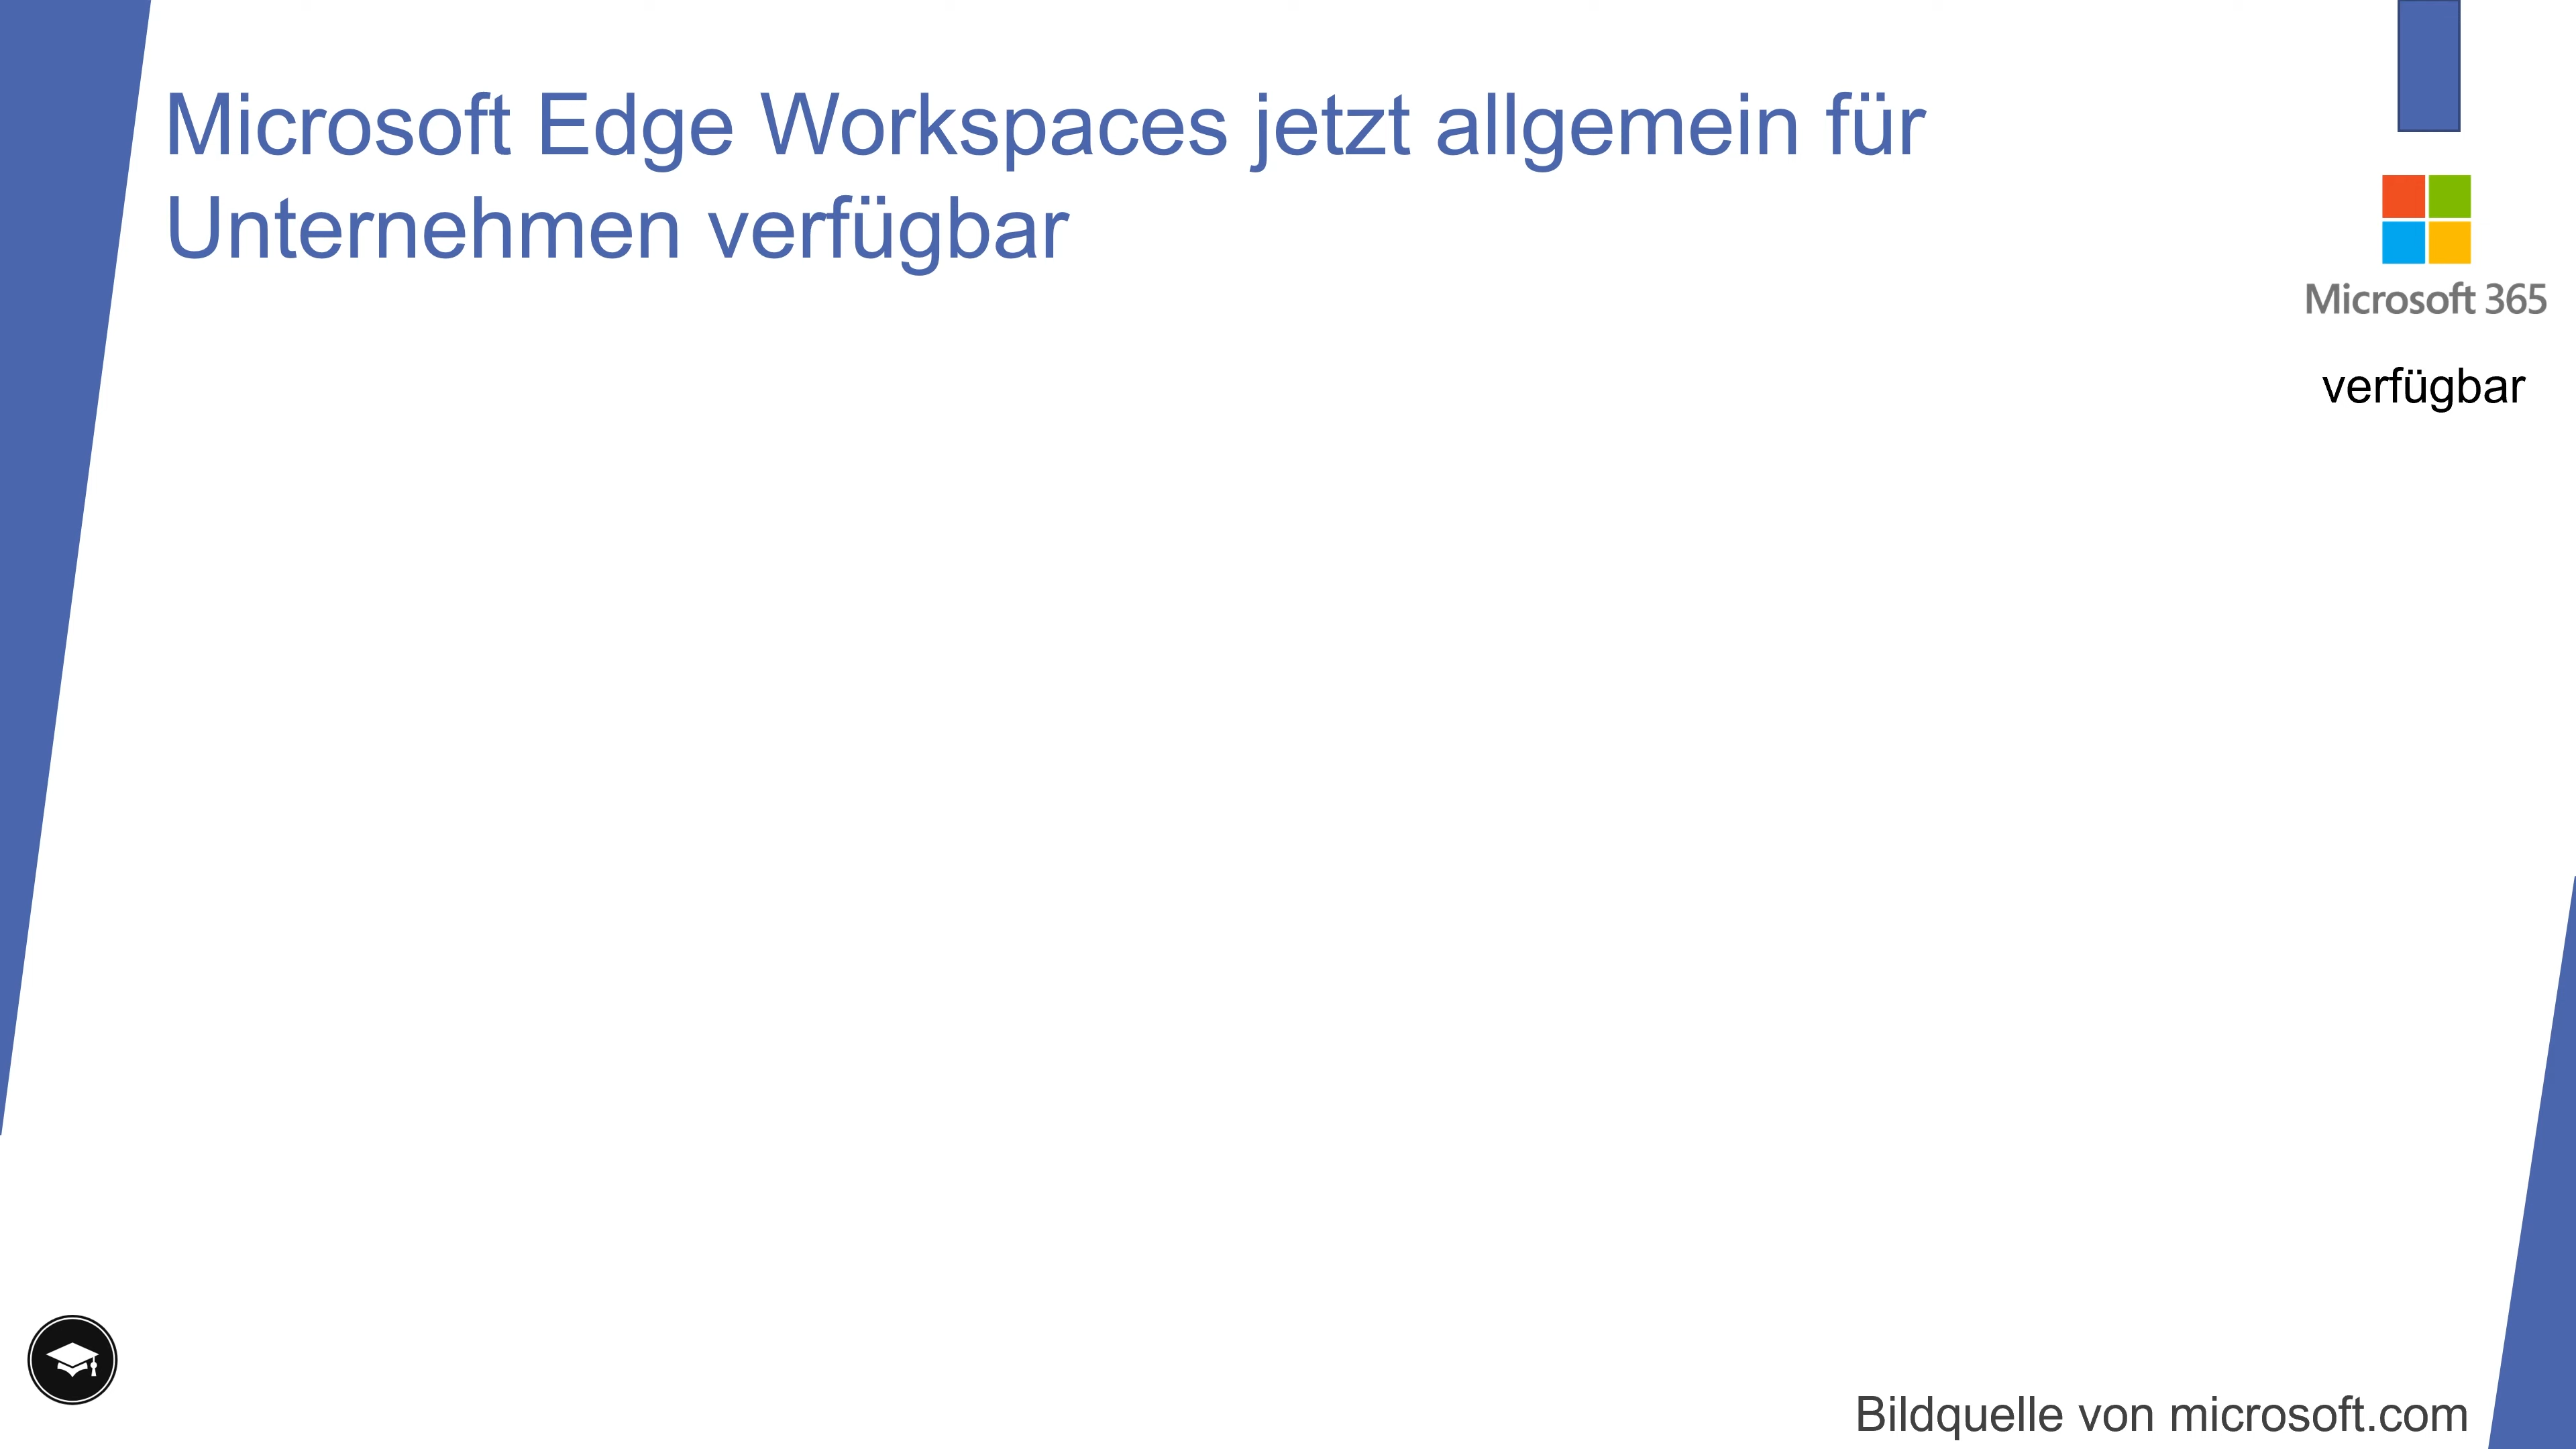 Microsoft Edge Workspaces jetzt allgemein für
Unternehmen verfügbar
Microsoft 365
verfügbar
Bildquelle von microsoft.com